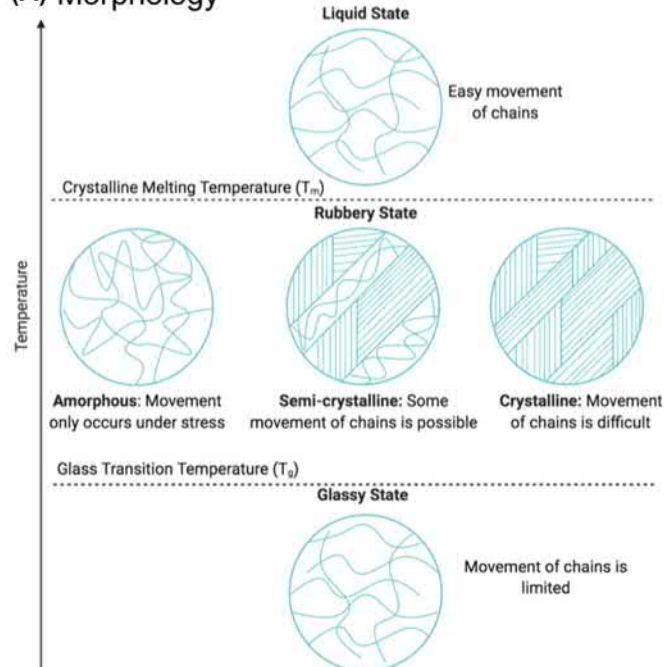 (A) Morphology
Liquid State
Easy movement
of chains
Crystalline Melting Temperature (Tm)
Rubbery State
Temperature
Amorphous: Movement
only occurs under stress
Semi-crystalline: Some
movement of chains is possible
Crystalline: Movement
of chains is difficult
Glass Transition Temperature (Tg)
Glassy State
Movement of chains is
limited